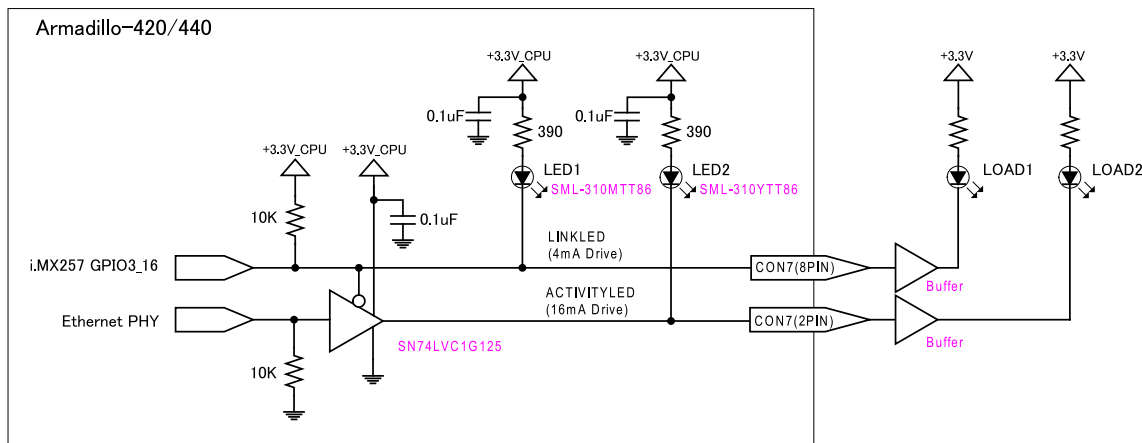 Armadillo-420/440
+3.3V_CPU
+3.3V_CPU
+3.3V
+3.3V
0.1uF
390
0.1uF
390
+3.3V_CPU
+3.3V_CPU
LED1
SML-310MTT86
LED2
SML-310YTT86
LOAD1
LOAD2
10K
0.1uF
LINKLED
(4mA Drive)
i.MX257 GPIO3_16
CON7(8PIN)
Buffer
ACTIVITYLED
(16mA Drive)
Ethernet PHY
CON7(2PIN)
Buffer
SN74LVC1G125
10K